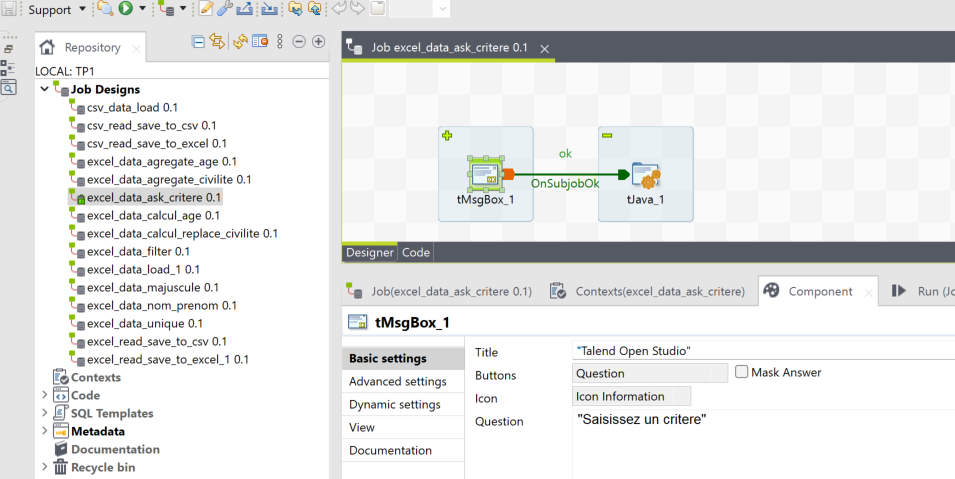 Support
Repository
LOCAL: TP1
Job Designs
csv_data_load 0.1
csv_read_save_to_csv 0.1
csv_read_save_to_excel 0.1
excel_data_agregate_age 0.1
excel_data_agregate_civilite 0.1
excel_data_ask_critere 0.1
excel_data_calcul_age 0.1
excel_data_calcul_replace_civilite 0.1
excel_data_filter 0.1
excel_data_load_1 0.1
excel_data_majuscule 0.1
excel_data_nom_prenom 0.1
excel_data_unique 0.1
excel_read_save_to_csv 0.1
excel_read_save_to_excel_1 0.1
Contexts
Code
SQL Templates
Metadata
Documentation
Recycle bin
Job excel_data_ask_critere 0.1
ok
OnSubjobOk
tMsgBox_1
tJava_1
Designer Code
Job(excel_data_ask_critere 0.1) Contexts(excel_data_ask_critere) Component Run (Jo
tMsgBox_1
Basic settings
Advanced settings
Dynamic settings
View
Documentation
Title "Talend Open Studio"
Buttons Question Mask Answer
Icon Icon Information
Question "Saisissez un critere"